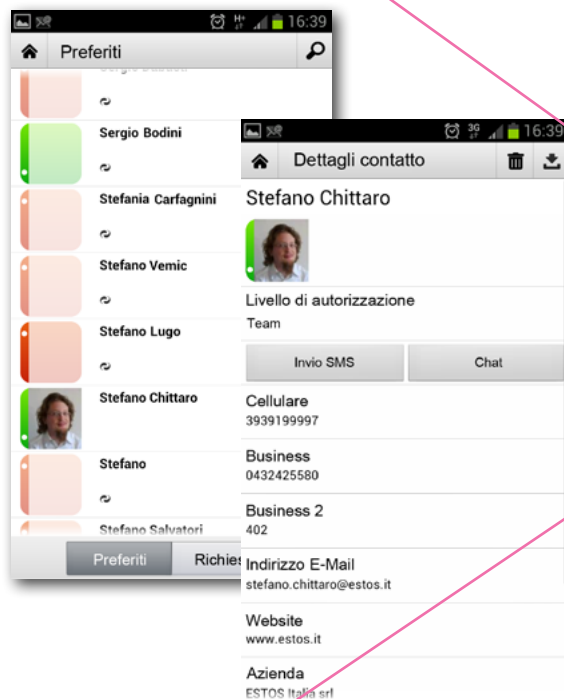 16:39
Preferiti
Sergio Bodini
Stefania Carfagnini
Stefano Vemic
Stefano Lugo
Stefano Chittaro
Stefano
Stefano Salvatori
Preferiti Richies
3G 16:39
Dettagli contatto
Stefano Chittaro
Livello di autorizzazione
Team
Invio SMS Chat
Cellulare
3939199997
Business
0432425580
Business 2
402
Indirizzo E-Mail
stefano.chittaro@estos.it
Website
www.estos.it
Azienda
ESTOS Italia srl